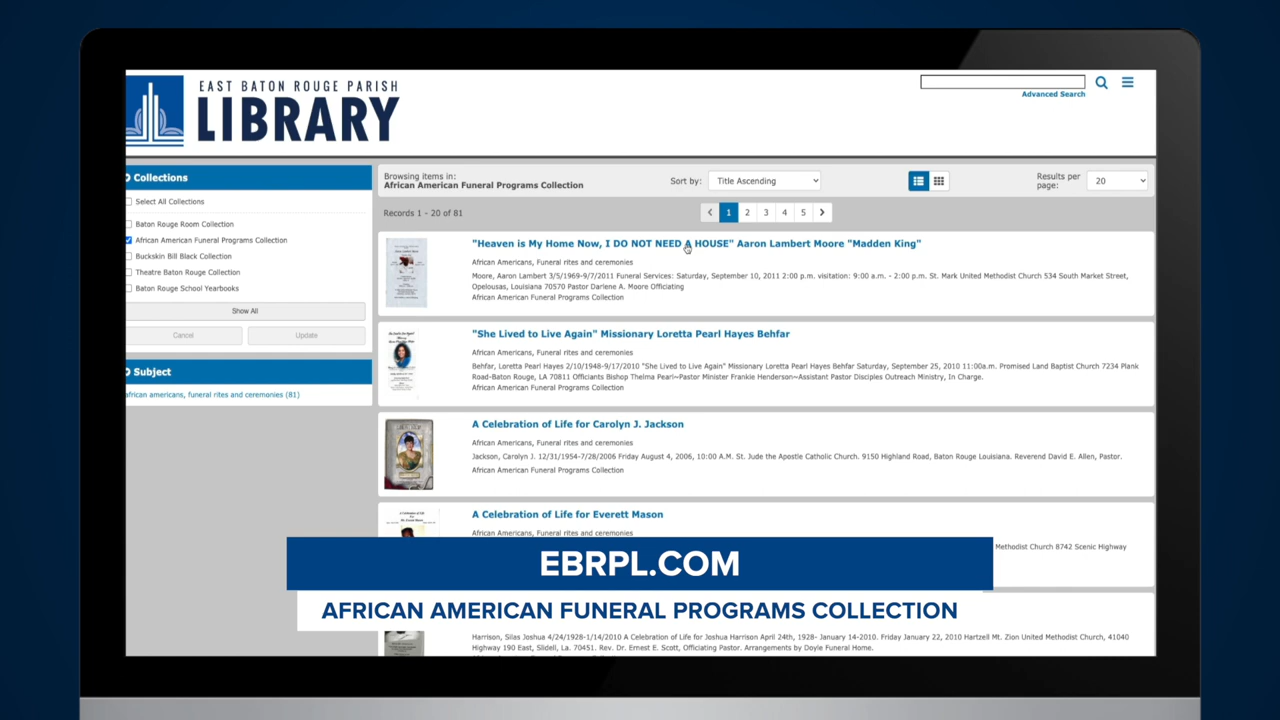 EAST BATON ROUGE PARISH
LIBRARY
Advanced Search
Collections
Select All Collections
Baton Rouge Room Collection
African American Funeral Programs Collection
Buckskin Bill Black Collection
Theatre Baton Rouge Collection
Baton Rouge School Yearbooks
Show All
Cancel Update
Subject
african americans, funeral rites and ceremonies (81)
Browsing items in:
African American Funeral Programs Collection
Sort by: Title Ascending
Results per
page: 20
Records 1 - 20 of 81
1 2 3 4 5
"Heaven is My Home Now, I DO NOT NEED A HOUSE" Aaron Lambert Moore "Madden King"
African Americans, Funeral rites and ceremonies
Moore, Aaron Lambert 3/5/1969-9/7/2011 Funeral Services: Saturday, September 10, 2011 2:00 p.m. visitation: 9:00 a.m. - 2:00 p.m. St. Mark United Methodist Church 534 South Market Street,
Opelousas, Louisiana 70570 Pastor Darlene A. Moore Officiating
African American Funeral Programs Collection
"She Lived to Live Again" Missionary Loretta Pearl Hayes Behfar
African Americans, Funeral rites and ceremonies
Behfar, Loretta Pearl Hayes 2/10/1948-9/17/2010 "She Lived to Live Again" Missionary Loretta Pearl Hayes Behfar Saturday, September 25, 2010 11:00a.m. Promised Land Baptist Church 7234 Plank
Road-Baton Rouge, LA 70811 Officiants Bishop Thelma Pearl~Pastor Minister Frankie Henderson~Assistant Pastor Disciples Outreach Ministry, In Charge.
African American Funeral Programs Collection
A Celebration of Life for Carolyn J. Jackson
African Americans, Funeral rites and ceremonies
Jackson, Carolyn J. 12/31/1954-7/28/2006 Friday August 4, 2006, 10:00 A.M. St. Jude the Apostle Catholic Church. 9150 Highland Road, Baton Rouge Louisiana. Reverend David E. Allen, Pastor.
African American Funeral Programs Collection
A Celebration of Life for Everett Mason
African Americans, Funeral rites and ceremonies
Methodist Church 8742 Scenic Highway
EBRPL.COM
AFRICAN AMERICAN FUNERAL PROGRAMS COLLECTION
Harrison, Silas Joshua 4/24/1928-1/14/2010 A Celebration of Life for Joshua Harrison April 24th, 1928- January 14-2010. Friday January 22, 2010 Hartzell Mt. Zion United Methodist Church, 41040
Highway 190 East, Slidell, La. 70451. Rev. Dr. Ernest E. Scott, Officiating Pastor. Arrangements by Doyle Funeral Home.